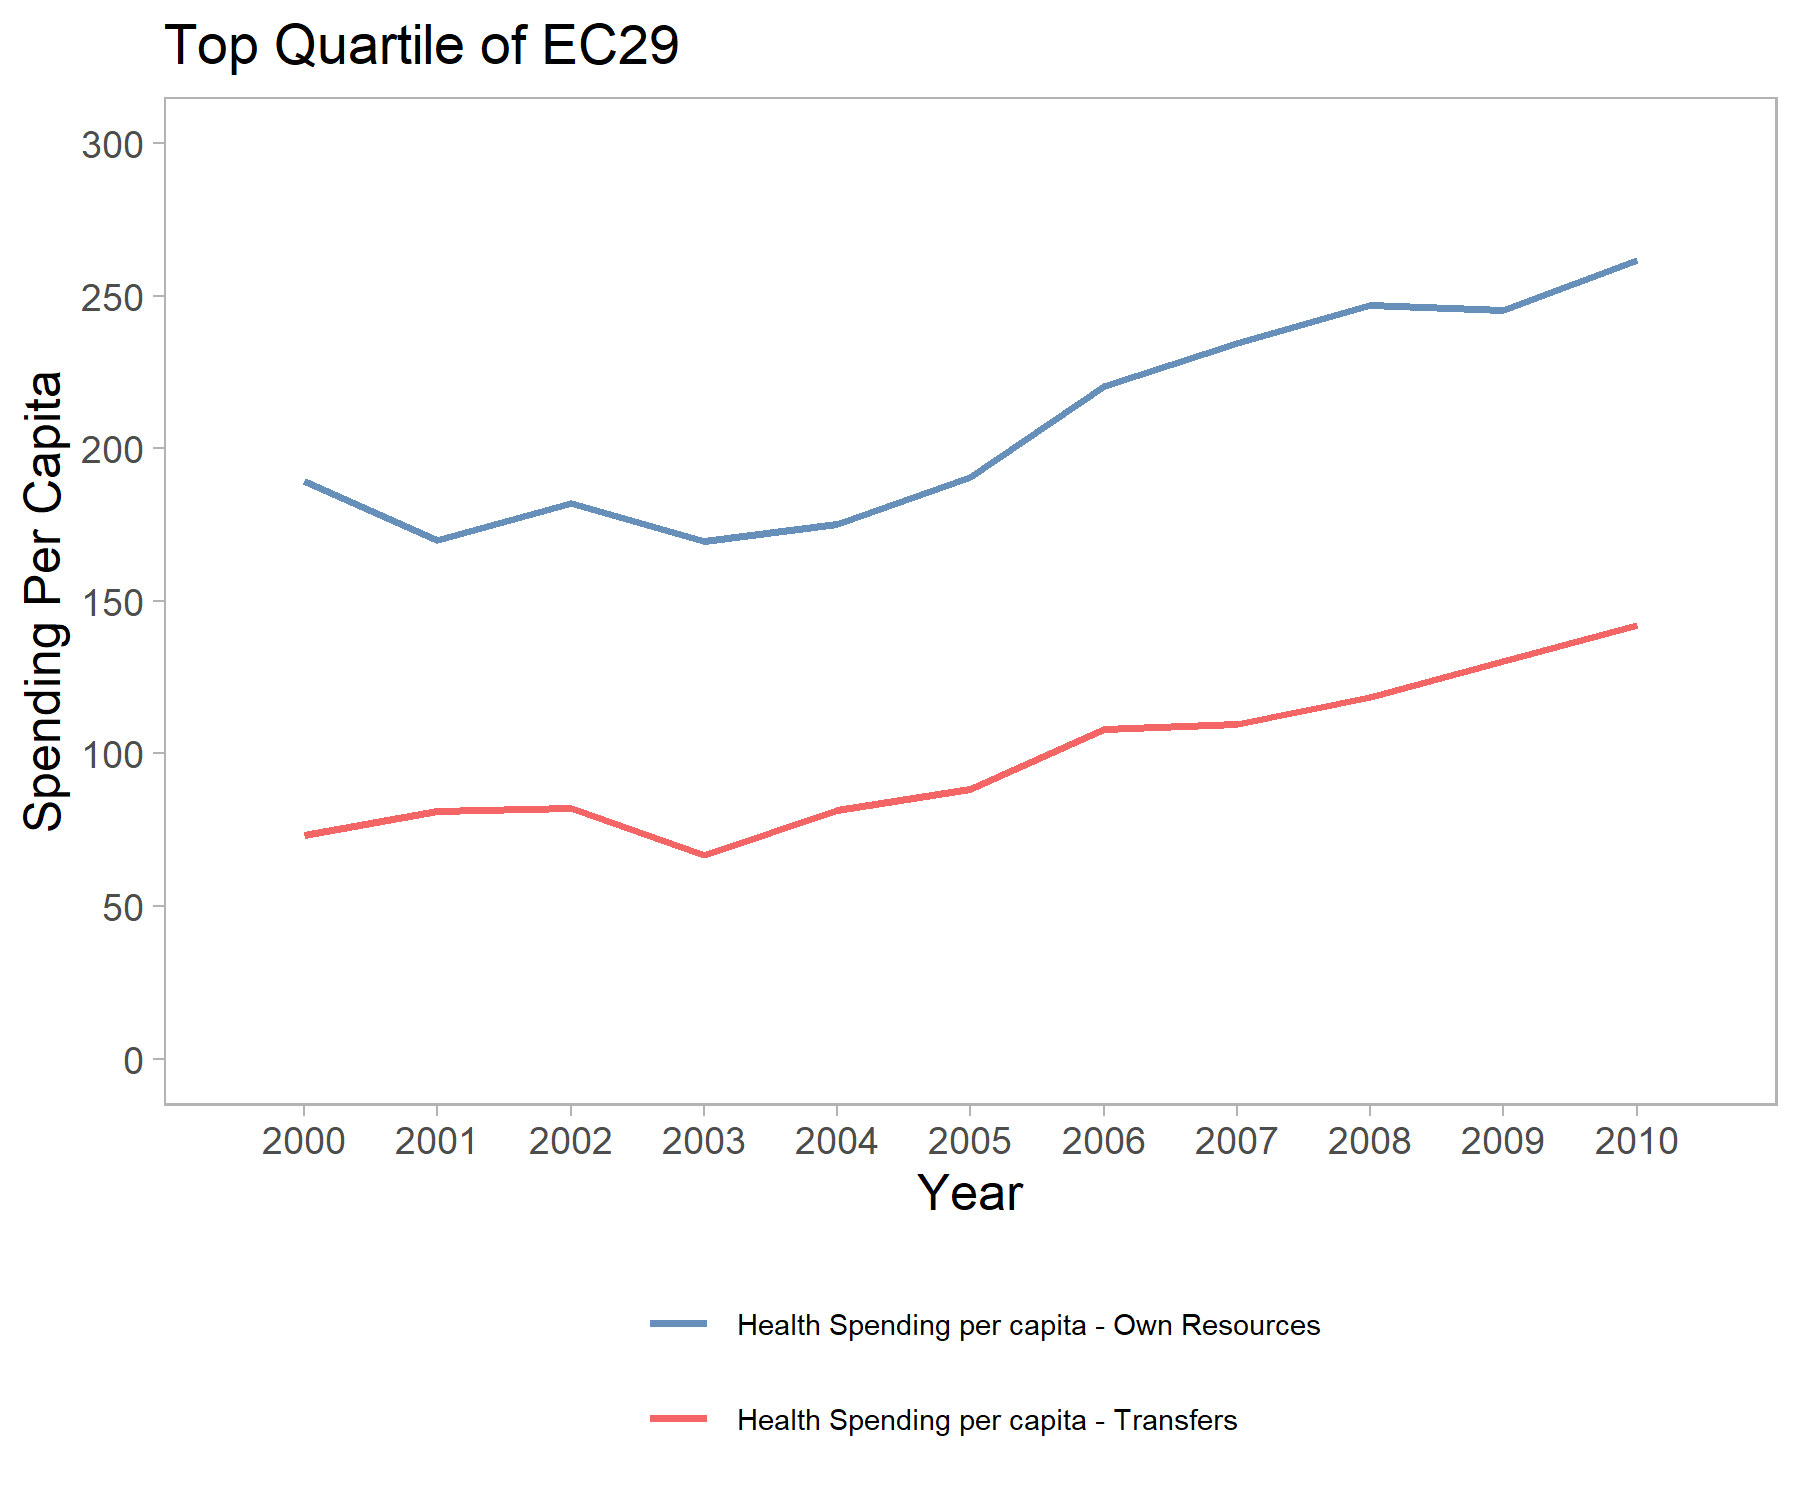 Top Quartile of EC29
Spending Per Capita
300
250
200
150
100
50
0
2000 2001 2002 2003 2004 2005 2006 2007 2008 2009 2010
Year
Health Spending per capita - Own Resources
Health Spending per capita - Transfers